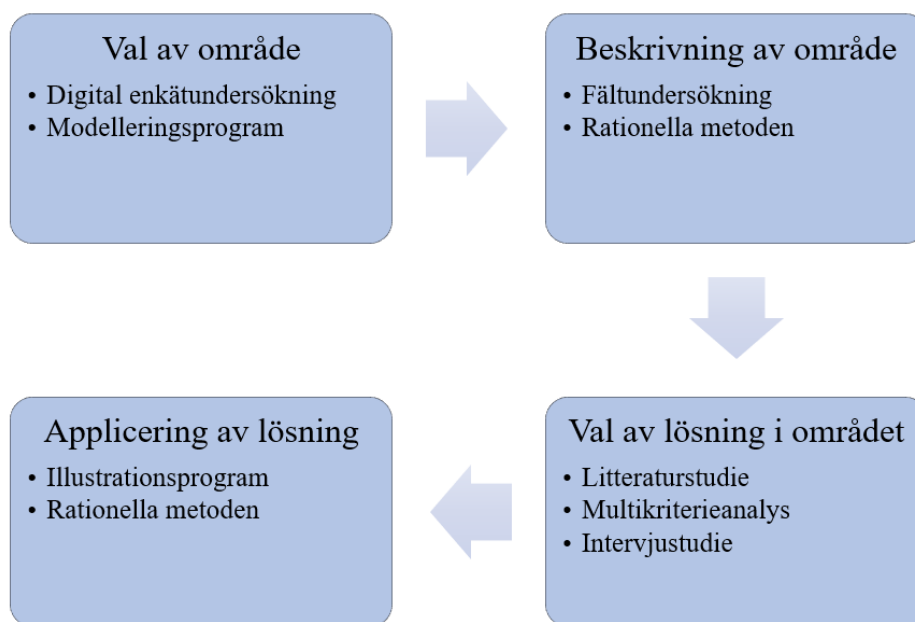 Val av område
• Digital enkätundersökning
• Modelleringsprogram
Beskrivning av område
• Fältundersökning
• Rationella metoden
Val av lösning i området
• Litteraturstudie
• Multikriterieanalys
• Intervjustudie
Applicering av lösning
• Illustrationsprogram
• Rationella metoden